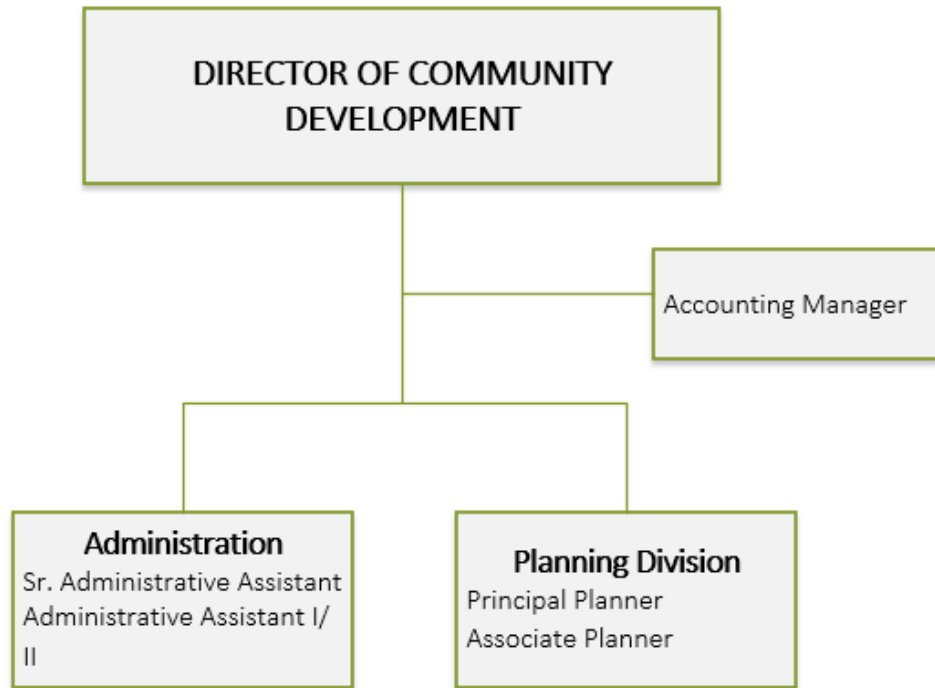 DIRECTOR OF COMMUNITY
DEVELOPMENT
Accounting Manager
Administration
Sr. Administrative Assistant
Administrative Assistant I/
II
Planning Division
Principal Planner
Associate Planner